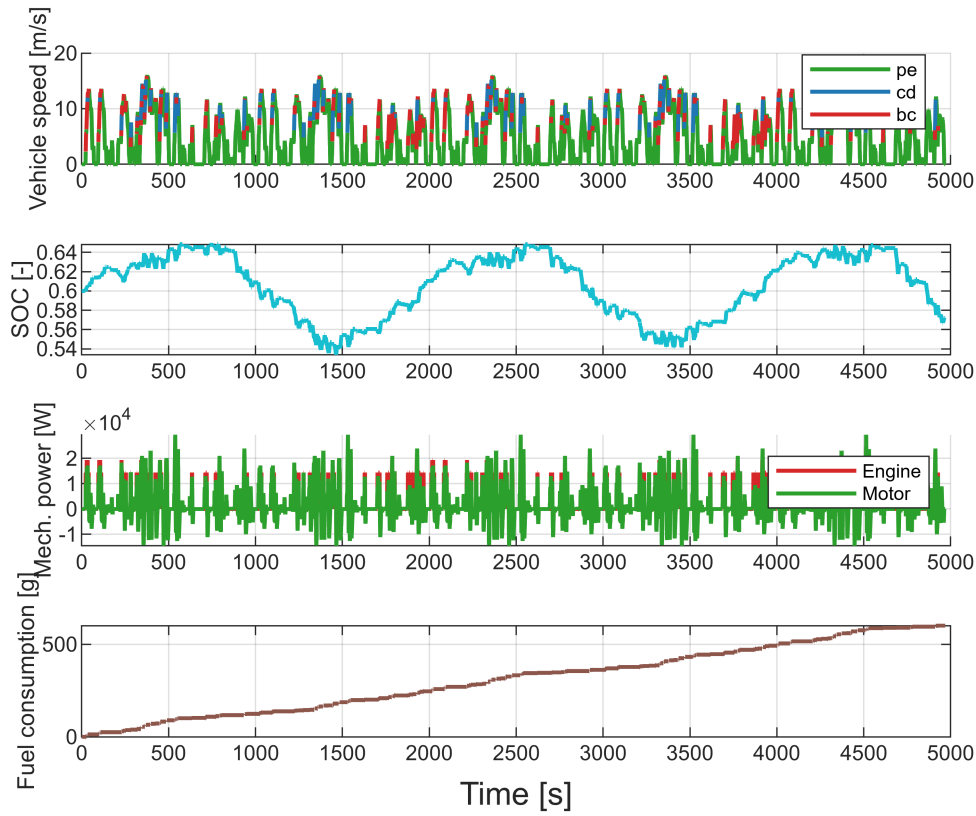 Vehicle speed [m/s]
20
10
0
pe
cd
bc
0 500 1000 1500 2000 2500 3000 3500 4000 4500 5000
SOC [-]
0.64
0.62
0.6
0.58
0.56
0.54
0 500 1000 1500 2000 2500 3000 3500 4000 4500 5000
Mech. power [W]
×10⁴
2
1
0
-1
Engine
Motor
0 500 1000 1500 2000 2500 3000 3500 4000 4500 5000
Fuel consumption [g]
500
0
0 500 1000 1500 2000 2500 3000 3500 4000 4500 5000
Time [s]